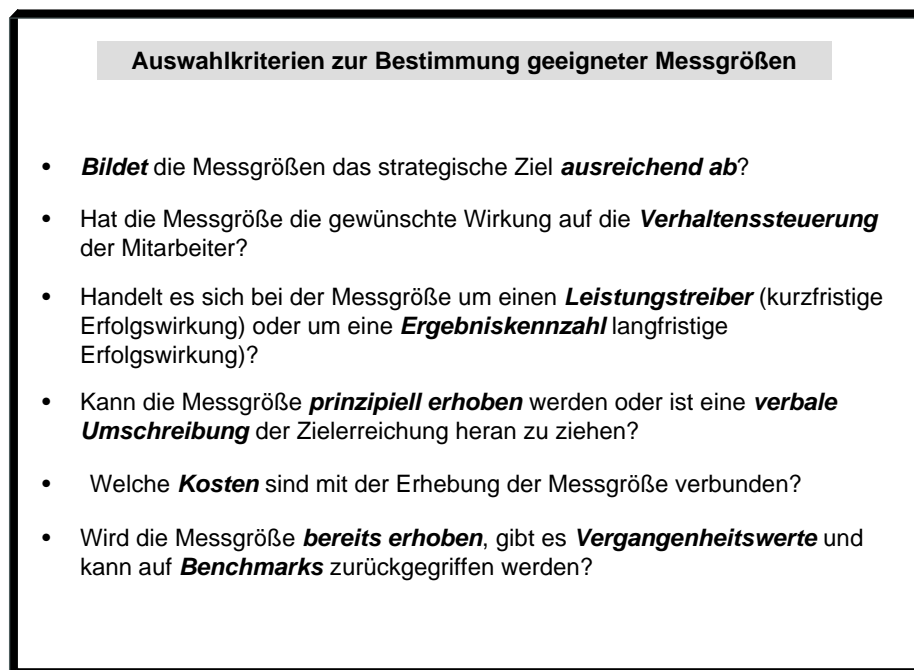 Auswahlkriterien zur Bestimmung geeigneter Messgrößen
• Bildet die Messgrößen das strategische Ziel ausreichend ab?
• Hat die Messgröße die gewünschte Wirkung auf die Verhaltenssteuerung
der Mitarbeiter?
• Handelt es sich bei der Messgröße um einen Leistungstreiber (kurzfristige
Erfolgswirkung) oder um eine Ergebniskennzahl langfristige
Erfolgswirkung)?
• Kann die Messgröße prinzipiell erhoben werden oder ist eine verbale
Umschreibung der Zielerreichung heran zu ziehen?
• Welche Kosten sind mit der Erhebung der Messgröße verbunden?
• Wird die Messgröße bereits erhoben, gibt es Vergangenheitswerte und
kann auf Benchmarks zurückgegriffen werden?